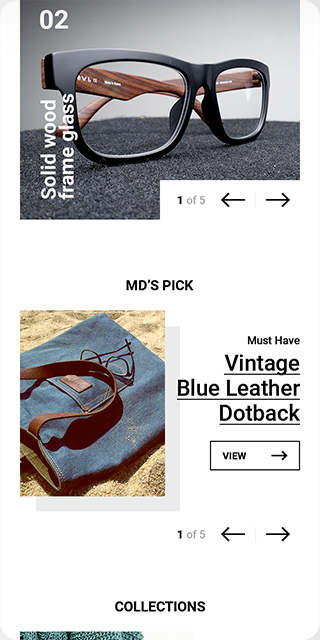 02
Solid wood
frame glass
1 of 5
MD'S PICK
Must Have
Vintage
Blue Leather
Dotback
VIEW
1 of 5
COLLECTIONS